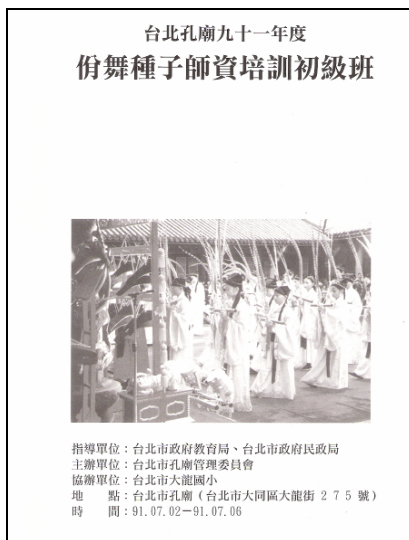 台北孔廟九十一年度
佾舞種子師資培訓初級班
指導單位：台北市政府教育局、台北市政府民政局
主辦單位：台北市孔廟管理委員會
協辦單位：台北市大龍國小
地　　點：台北市孔廟（台北市大同區大龍街 2 7 5 號）
時　　間：91.07.02－91.07.06